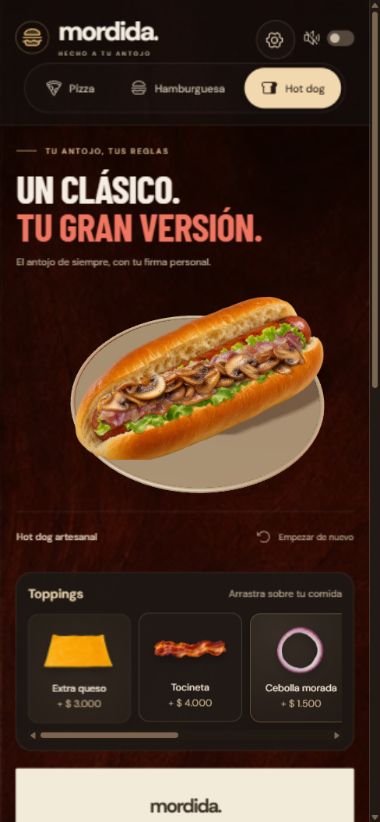 mordida.
HECHO A TU ANTOJO
Pizza
Hamburguesa
Hot dog
TU ANTOJO, TUS REGLAS
UN CLÁSICO.
TU GRAN VERSIÓN.
El antojo de siempre, con tu firma personal.
Hot dog artesanal
Empezar de nuevo
Toppings
Arrastra sobre tu comida
Extra queso
+ $ 3.000
Tocineta
+ $ 4.000
Cebolla morada
+ $ 1.500
mordida.